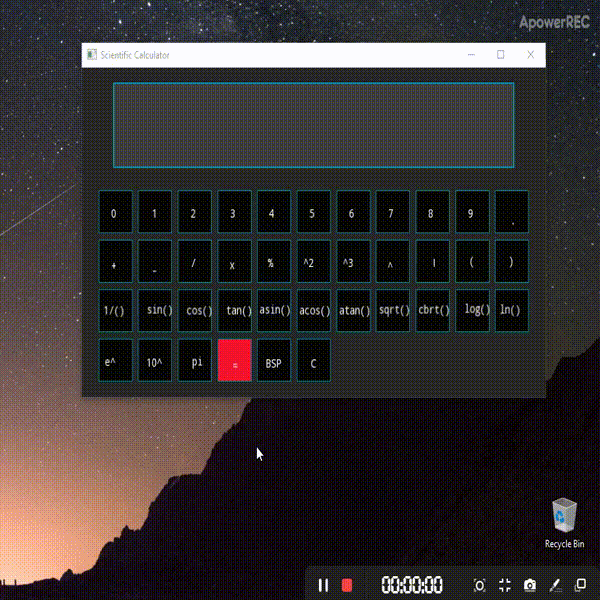 ApowerREC
Scientific Calculator
0 1 2 3 4 5 6 7 8 9 .
+ - / x % ^2 ^3 ^ ! ( )
1/() sin() cos() tan() asin() acos() atan() sqrt() cbrt() log() ln()
e^ 10^ pi = BSP C
Recycle Bin
00:00:00